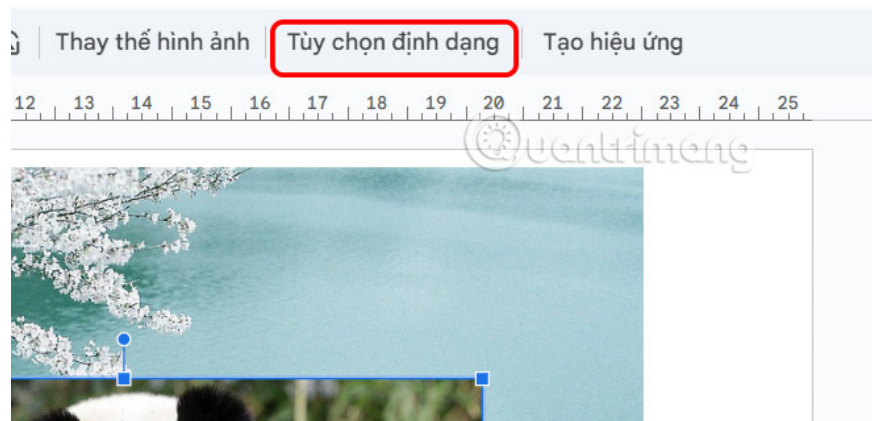 Thay thế hình ảnh Tùy chọn định dạng Tạo hiệu ứng
12 13 14 15 16 17 18 19 20 21 22 23 24 25
Quantrimang